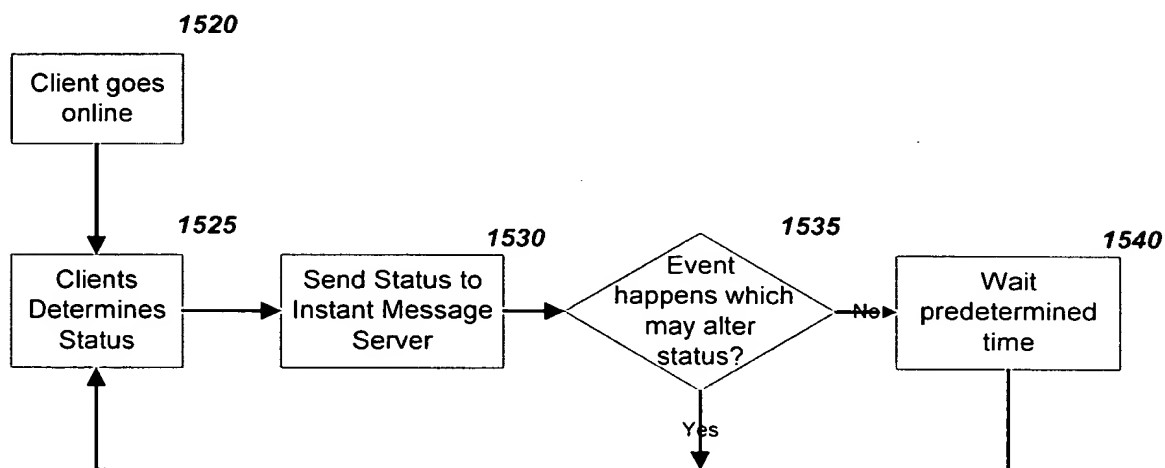 1520
Client goes
online
1525
Clients
Determines
Status
1530
Send Status to
Instant Message
Server
1535
Event
happens which
may alter
status?
No
Yes
1540
Wait
predetermined
time